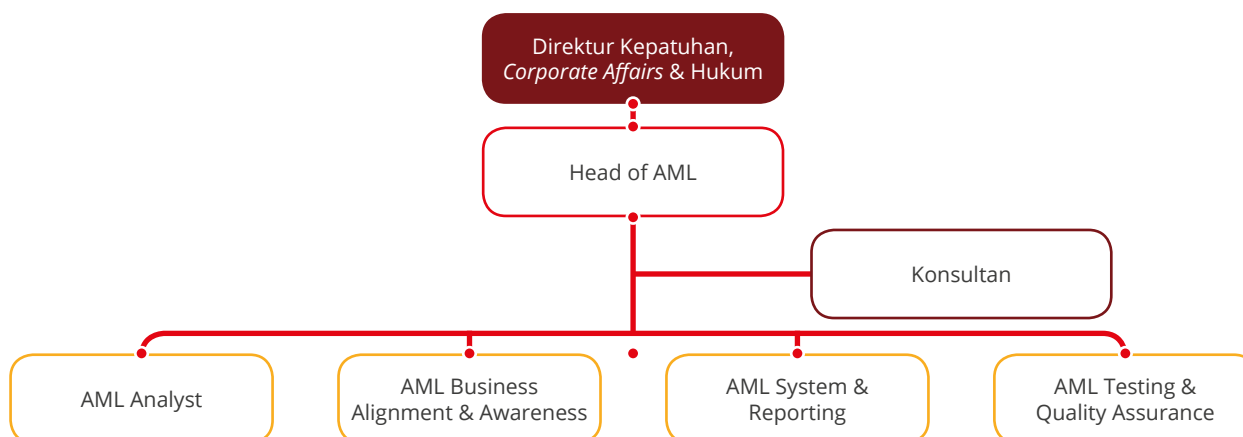 Direktur Kepatuhan,
Corporate Affairs & Hukum
Head of AML
Konsultan
AML Analyst
AML Business
Alignment & Awareness
AML System &
Reporting
AML Testing &
Quality Assurance